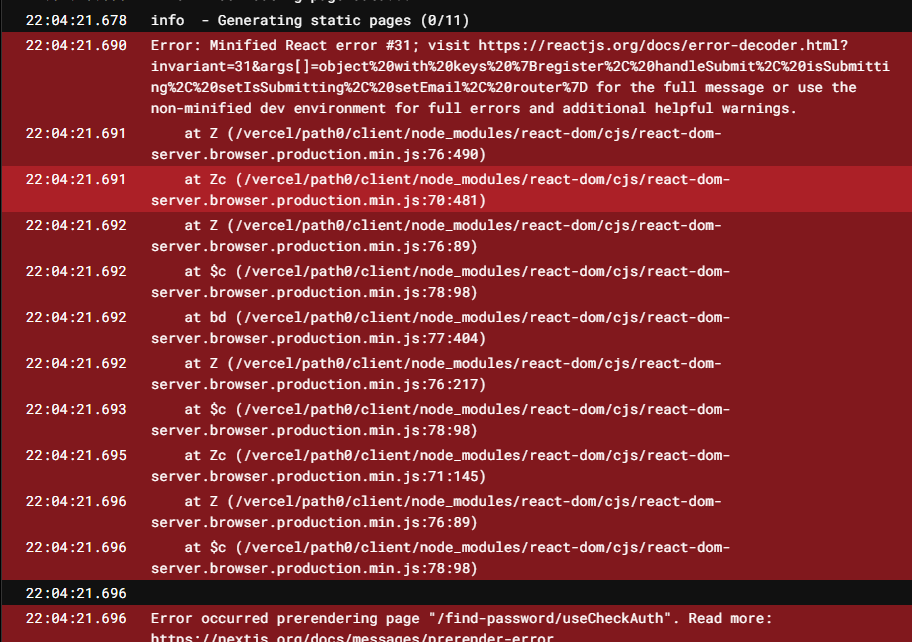 22:04:21.678 info - Generating static pages (0/11)
22:04:21.690 Error: Minified React error #31; visit https://reactjs.org/docs/error-decoder.html?
invariant=31&args[]=object%20with%20keys%20%7Bregister%2C%20handleSubmit%2C%20isSubmitti
ng%2C%20setIsSubmitting%2C%20setEmail%2C%20router%7D for the full message or use the
non-minified dev environment for full errors and additional helpful warnings.
22:04:21.691 at Z (/vercel/path0/client/node_modules/react-dom/cjs/react-dom-
server.browser.production.min.js:76:490)
22:04:21.691 at Zc (/vercel/path0/client/node_modules/react-dom/cjs/react-dom-
server.browser.production.min.js:70:481)
22:04:21.692 at Z (/vercel/path0/client/node_modules/react-dom/cjs/react-dom-
server.browser.production.min.js:76:89)
22:04:21.692 at $c (/vercel/path0/client/node_modules/react-dom/cjs/react-dom-
server.browser.production.min.js:78:98)
22:04:21.692 at bd (/vercel/path0/client/node_modules/react-dom/cjs/react-dom-
server.browser.production.min.js:77:404)
22:04:21.692 at Z (/vercel/path0/client/node_modules/react-dom/cjs/react-dom-
server.browser.production.min.js:76:217)
22:04:21.693 at $c (/vercel/path0/client/node_modules/react-dom/cjs/react-dom-
server.browser.production.min.js:78:98)
22:04:21.695 at Zc (/vercel/path0/client/node_modules/react-dom/cjs/react-dom-
server.browser.production.min.js:71:145)
22:04:21.696 at Z (/vercel/path0/client/node_modules/react-dom/cjs/react-dom-
server.browser.production.min.js:76:89)
22:04:21.696 at $c (/vercel/path0/client/node_modules/react-dom/cjs/react-dom-
server.browser.production.min.js:78:98)
22:04:21.696
22:04:21.696 Error occurred prerendering page "/find-password/useCheckAuth". Read more:
https://nextjs.org/docs/messages/prerender-error